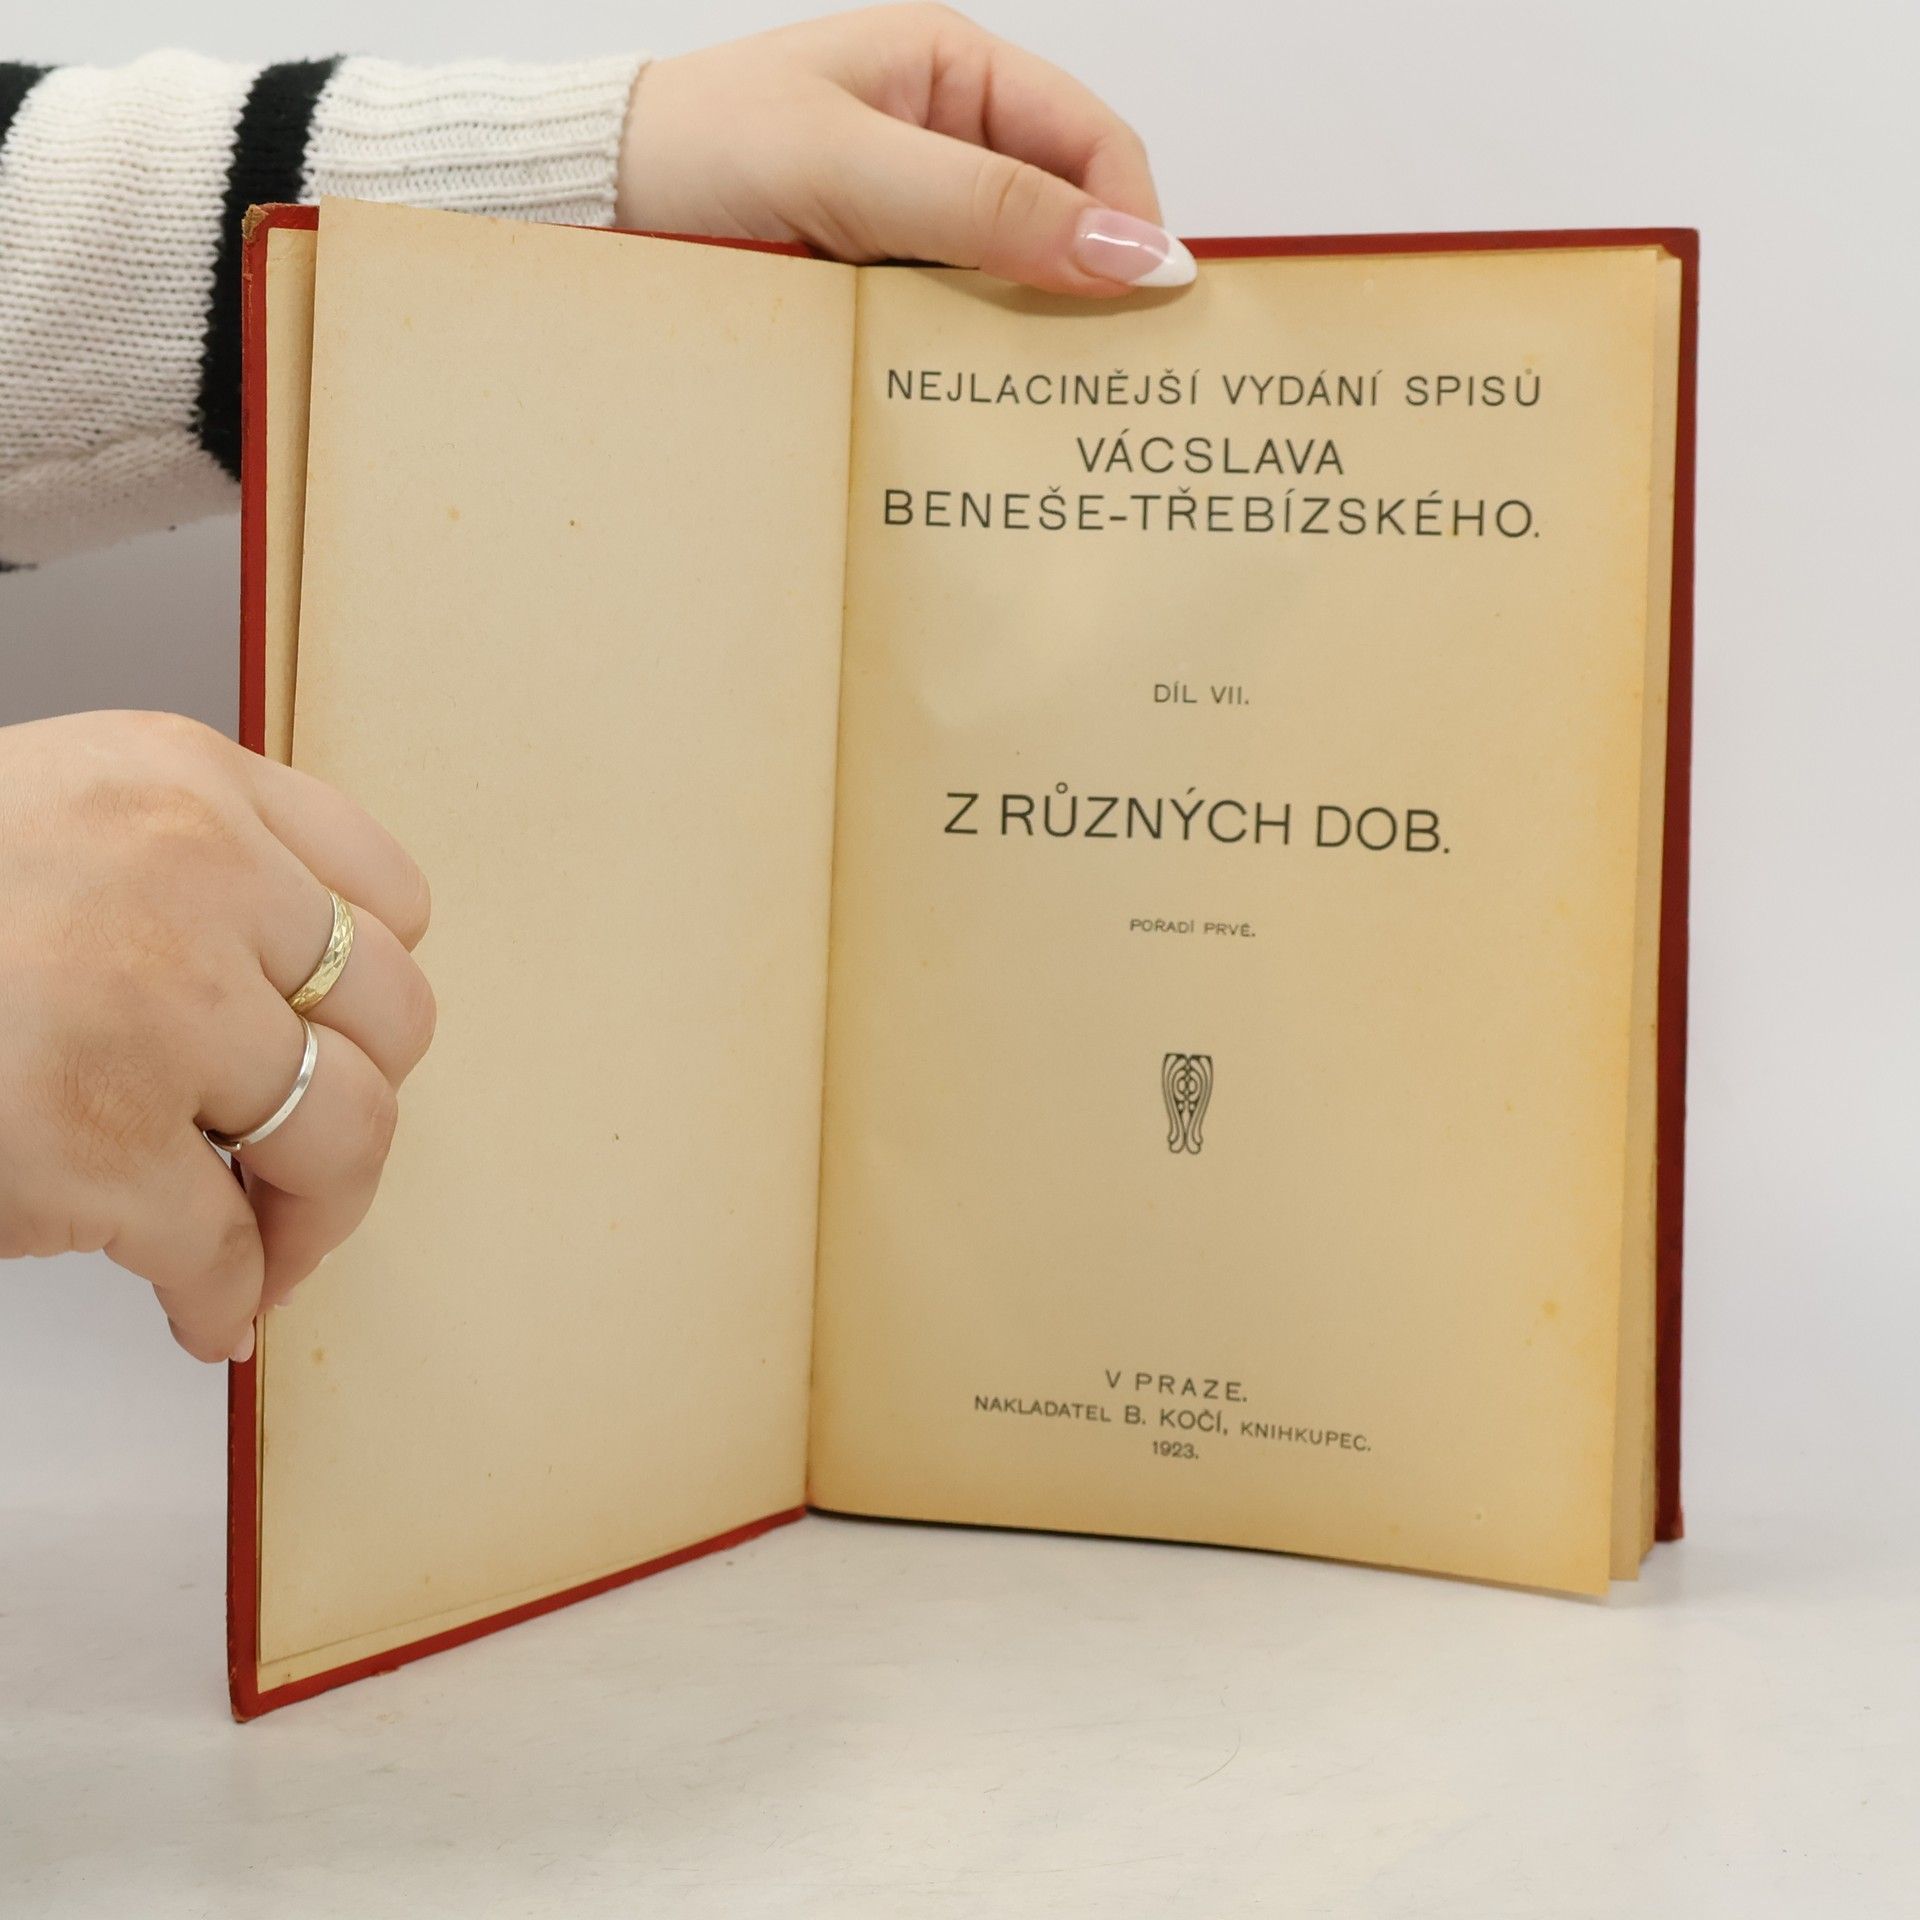 NEJLACINĚJŠÍ VYDÁNÍ SPISŮ
VÁCSLAVA
BENEŠE-TŘEBÍZSKÉHO.
DÍL VII.
Z RŮZNÝCH DOB.
POŘADÍ PRVÉ.
V PRAZE.
NAKLADATEL B. KOČÍ, KNIHKUPEC.
1923.